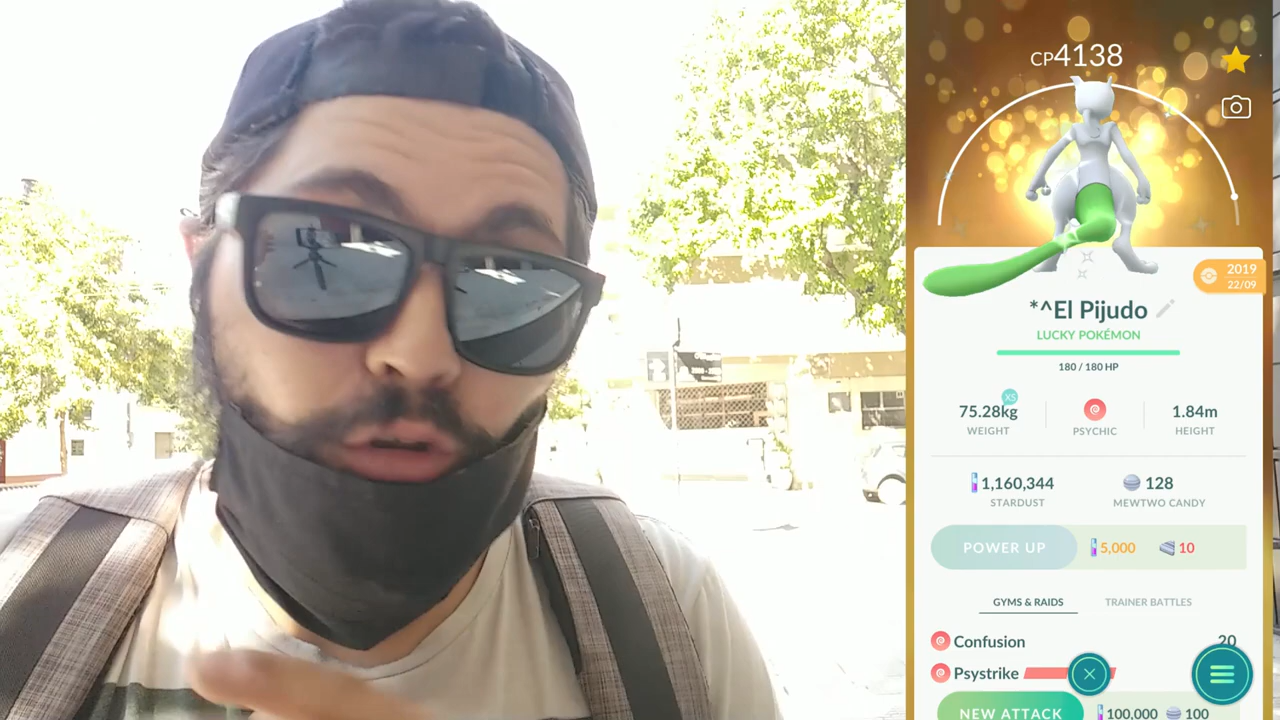 CP4138
2019
22/09
*^El Pijudo
LUCKY POKÉMON
180 / 180 HP
XS
75.28kg
WEIGHT
PSYCHIC
1.84m
HEIGHT
1,160,344
STARDUST
128
MEWTWO CANDY
POWER UP 5,000 10
GYMS & RAIDS TRAINER BATTLES
Confusion 20
Psystrike
NEW ATTACK 100,000 100